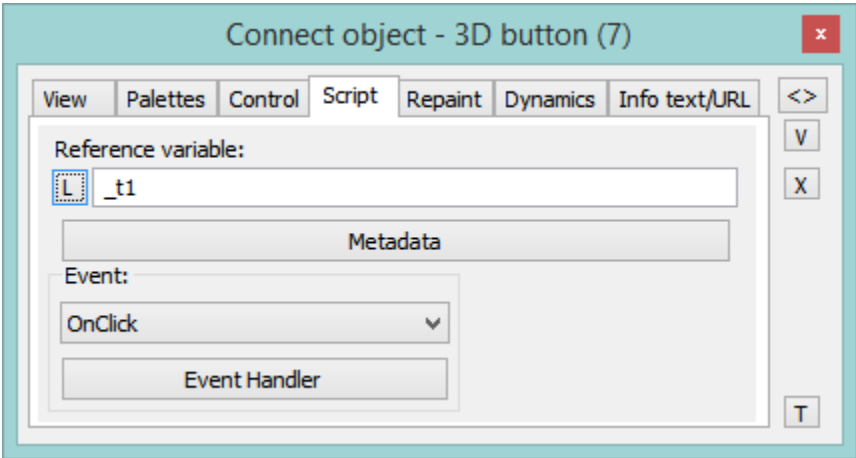 Connect object - 3D button (7)
x
View Palettes Control Script Repaint Dynamics Info text/URL <>
V
Reference variable:
L _t1 X
Metadata
Event:
OnClick
Event Handler
T